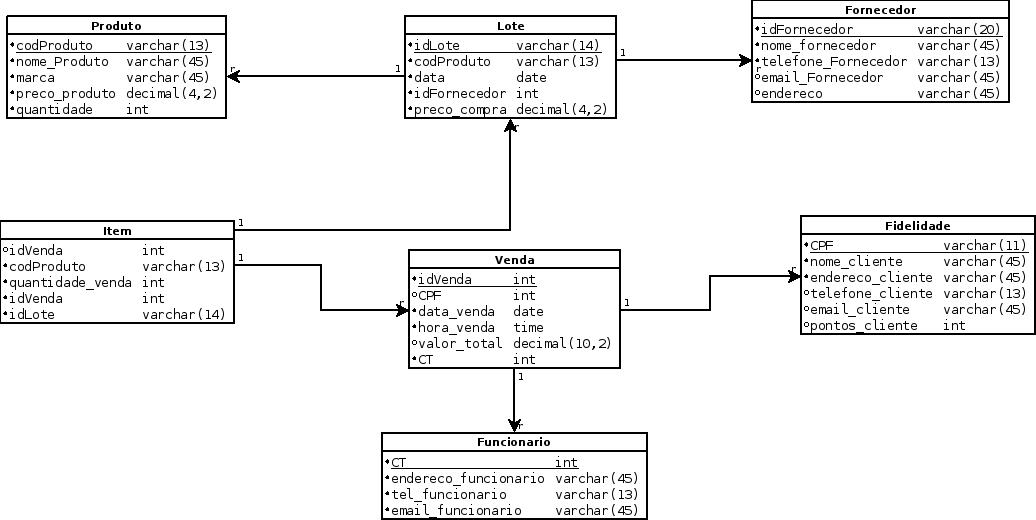 Produto
codProduto varchar(13)
nome_Produto varchar(45)
marca varchar(45)
preco_produto decimal(4,2)
quantidade int
r
1
Lote
idLote varchar(14)
codProduto varchar(13)
data date
idFornecedor int
preco_compra decimal(4,2)
1
r
r
Fornecedor
idFornecedor varchar(20)
nome_fornecedor varchar(45)
telefone_Fornecedor varchar(13)
email_Fornecedor varchar(45)
endereco varchar(45)
Item
idVenda int
codProduto varchar(13)
quantidade_venda int
idVenda int
idLote varchar(14)
1
1
r
Venda
idVenda int
CPF int
data_venda date
hora_venda time
valor_total decimal(10,2)
CT int
1
r
1
r
Fidelidade
CPF varchar(11)
nome_cliente varchar(45)
endereco_cliente varchar(45)
telefone_cliente varchar(13)
email_cliente varchar(45)
pontos_cliente int
Funcionario
CT int
endereco_funcionario varchar(45)
tel_funcionario varchar(13)
email_funcionario varchar(45)